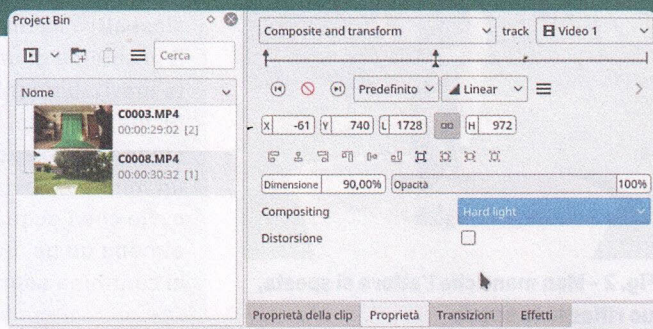 Project Bin
Cerca
Nome
C0003.MP4
00:00:29:02 [2]
C0008.MP4
00:00:30:32 [1]
Composite and transform track Video 1
Predefinito Linear
X -61 Y 740 L 1728 H 972
Dimensione 90,00% Opacità 100%
Compositing Hard light
Distorsione
Proprietà della clip Proprietà Transizioni Effetti